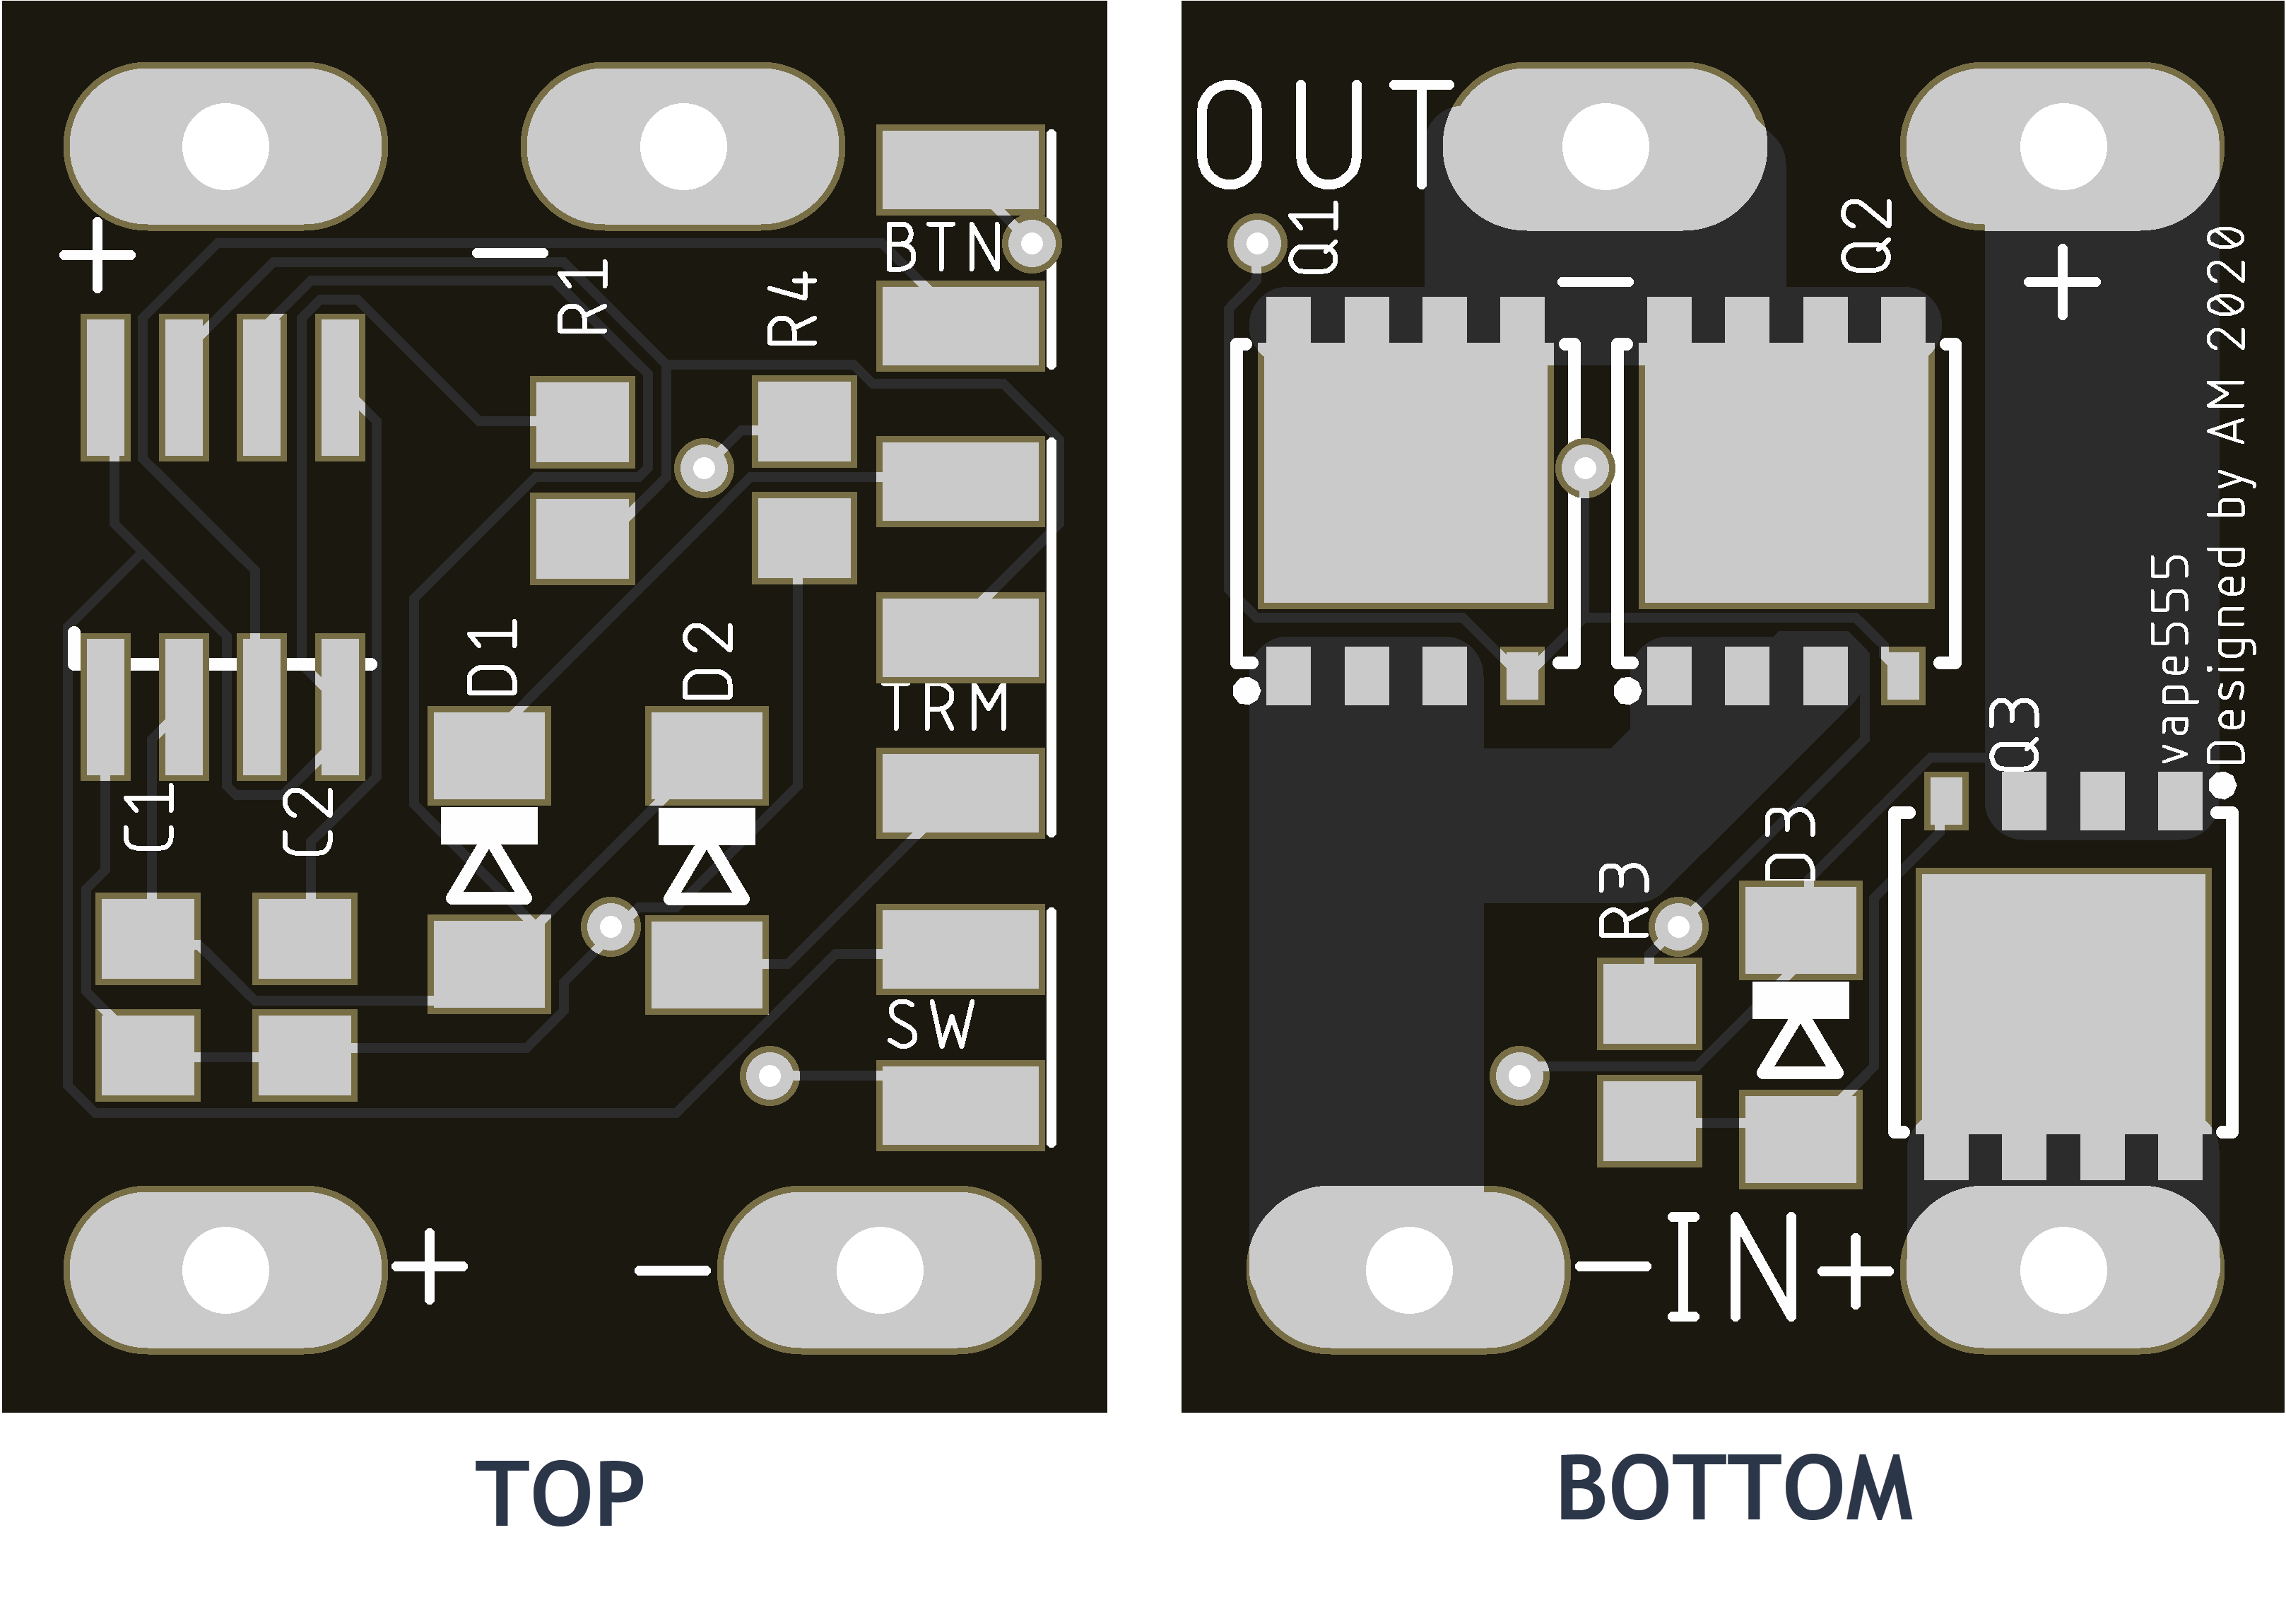 +
−
R1
R4
BTN
D1
D2
TRM
C1
C2
SW
+
−
OUT
Q1
−
Q2
+
vape555
Designed by AM 2020
Q3
R3
D3
−IN+
TOP
BOTTOM